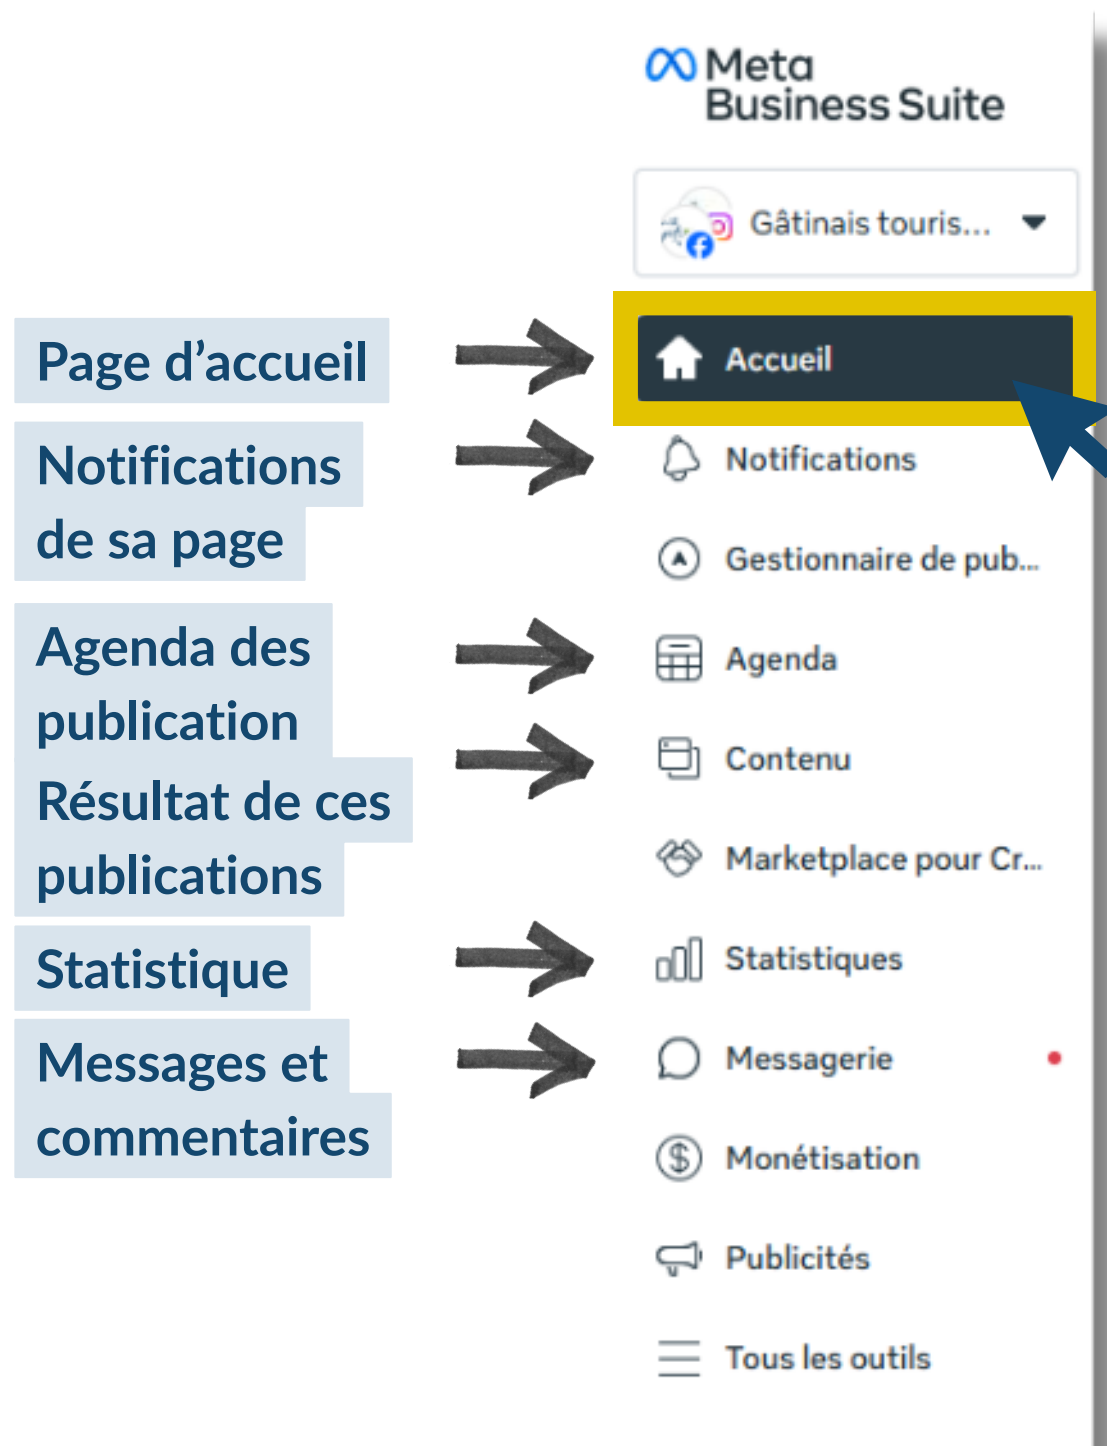 Meta
Business Suite
Gâtinais touris...
Page d’accueil
Accueil
Notifications
de sa page
Notifications
Gestionnaire de pub...
Agenda des
publication
Agenda
Résultat de ces
publications
Contenu
Marketplace pour Cr...
Statistique
Statistiques
Messages et
commentaires
Messagerie
Monétisation
Publicités
Tous les outils